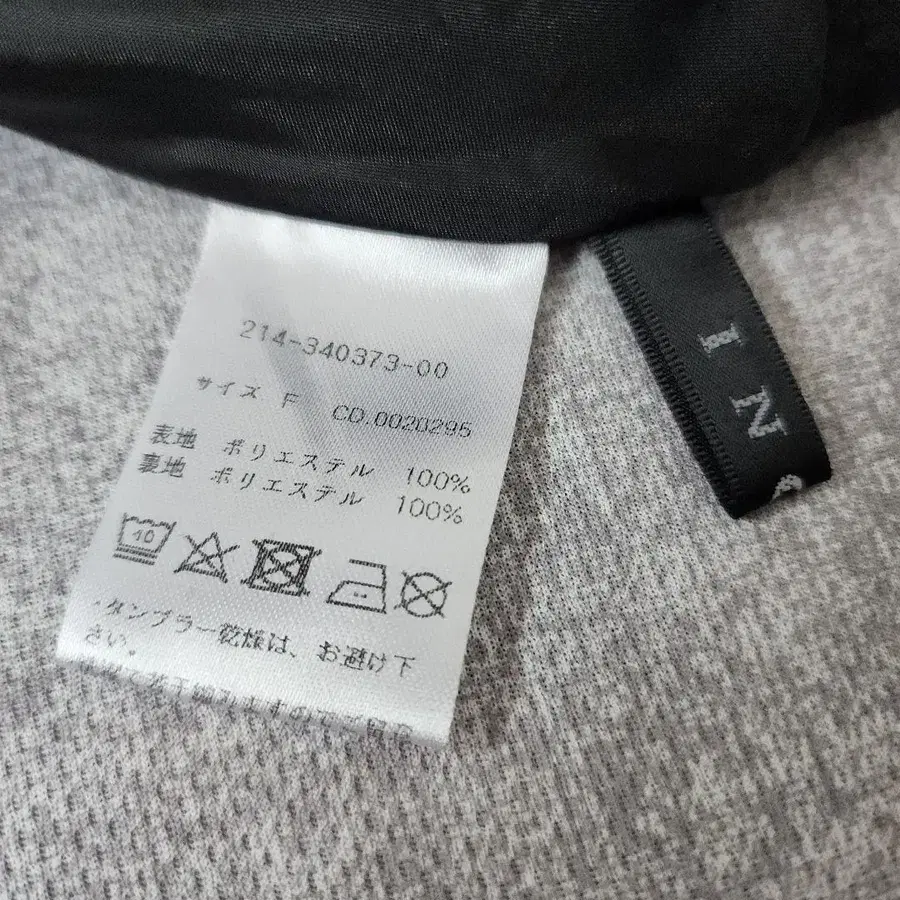 214-340373-00
サイズ F CD.0020295
表地 ポリエステル 100%
裏地 ポリエステル 100%
40
・タンブラー乾燥は、お避け下
さい。
I N